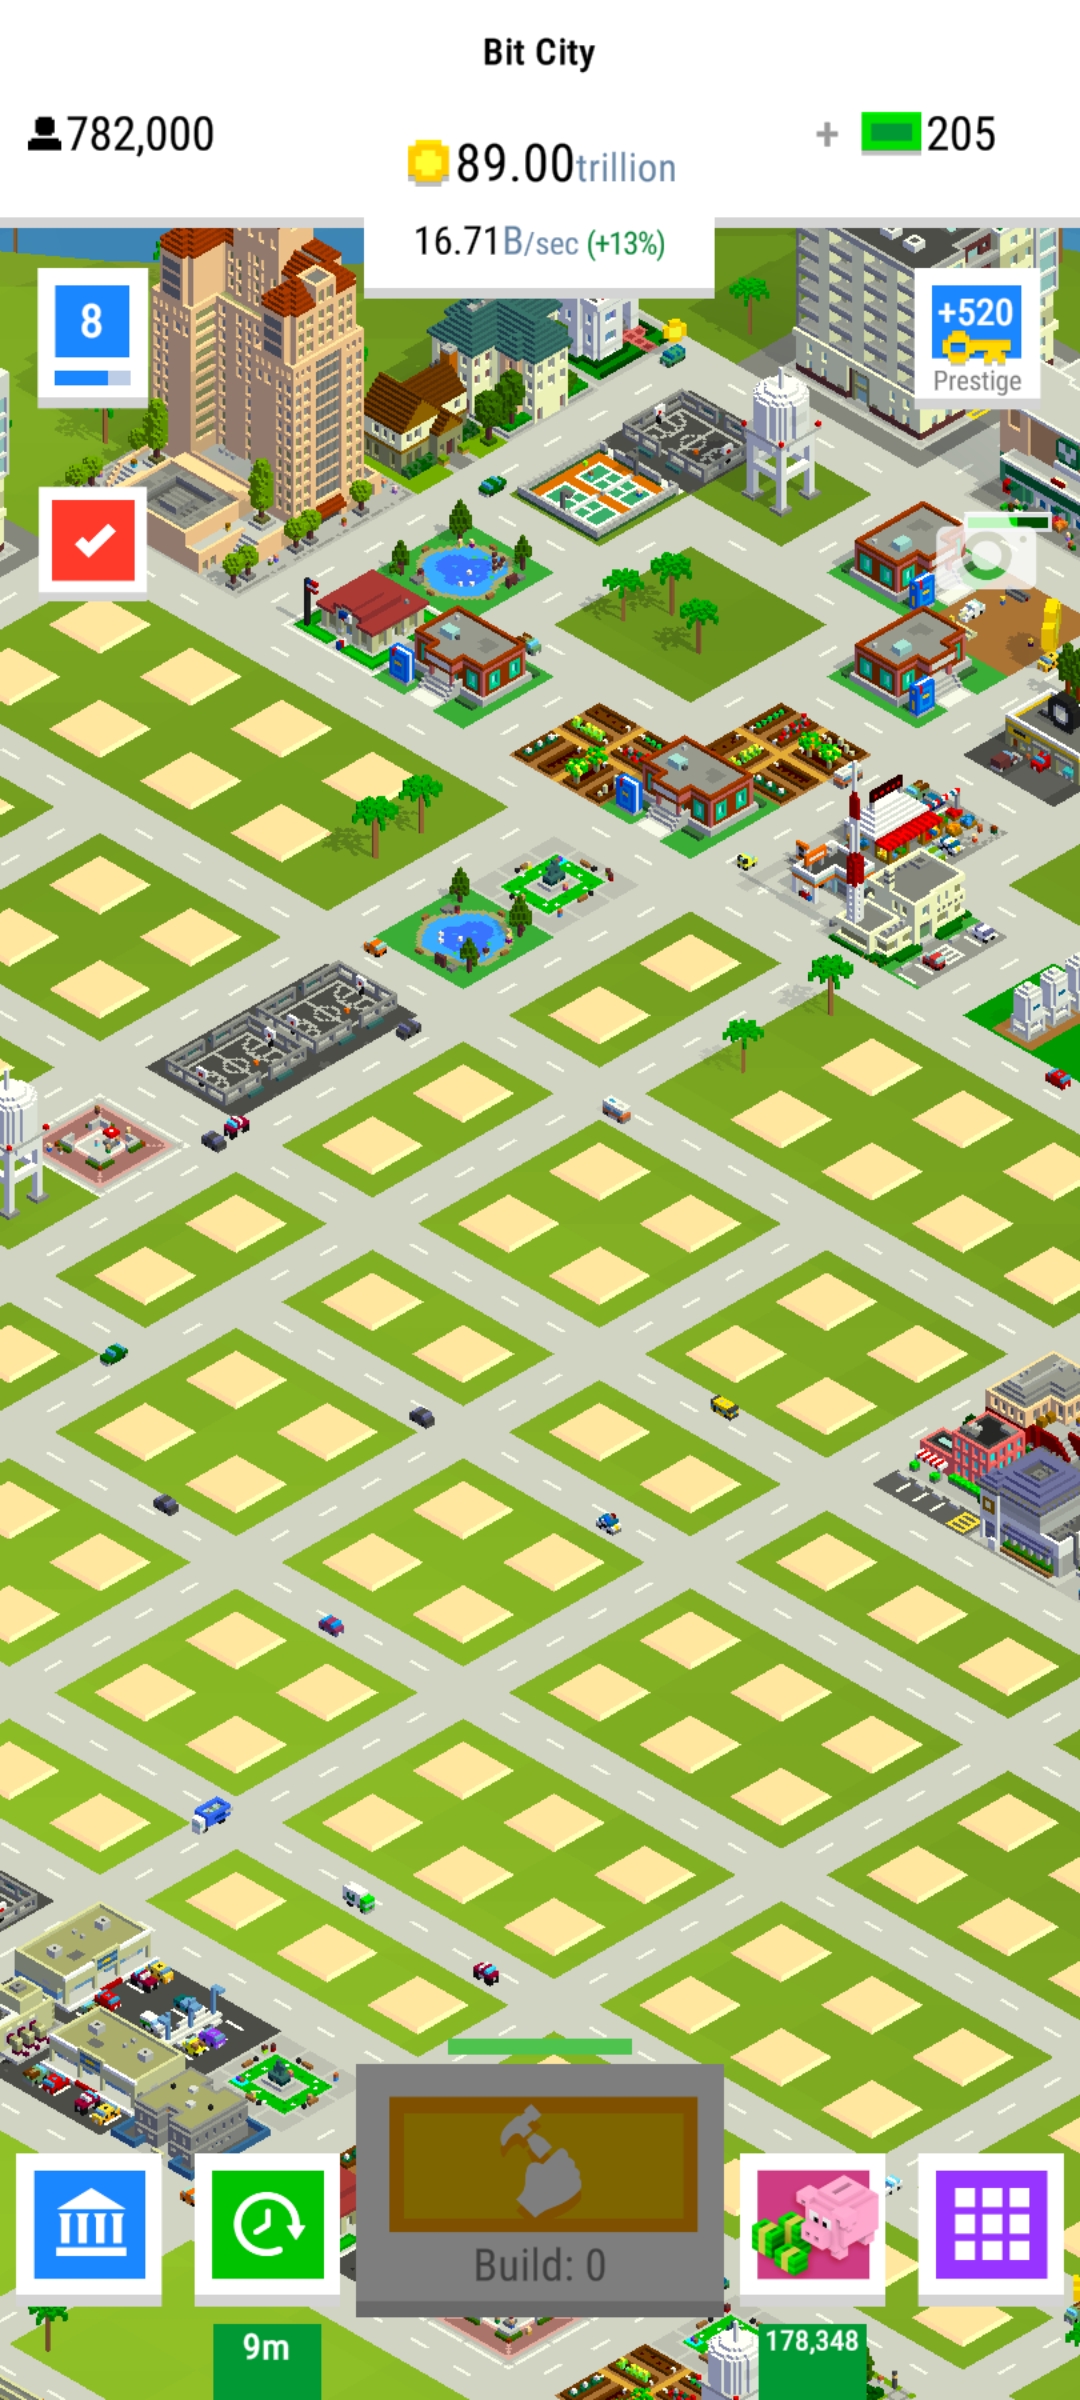 Bit City
782,000
89.00trillion
+ 205
16.71B/sec (+13%)
8
+520
Prestige
Build: 0
9m
178,348